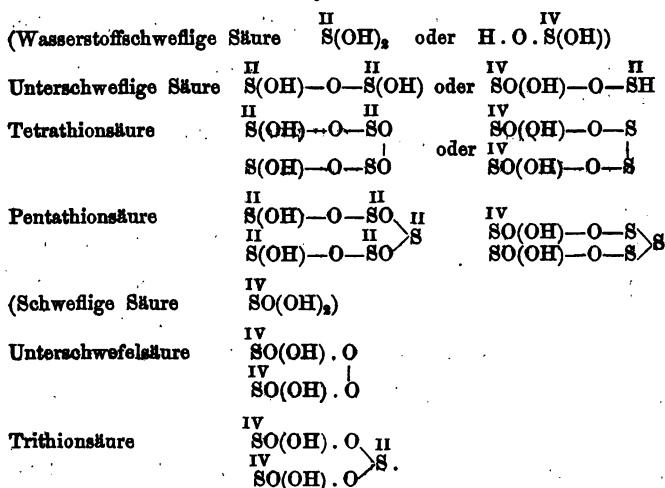 II IV
(Wasserstoffschweflige Säure S(OH)₂ oder H.O.S(OH))
II II IV II
Unterschweflige Säure S(OH)—O—S(OH) oder SO(OH)—O—SH
II II IV
Tetrathionsäure S(OH)—O—SO SO(OH)—O—S
oder IV
S(OH)—O—SO SO(OH)—O—S
II II IV
Pentathionsäure S(OH)—O—SO II SO(OH)—O—S
II II S S
S(OH)—O—SO SO(OH)—O—S
IV
(Schweflige Säure SO(OH)₂)
IV
Unterschwefelsäure SO(OH).O
IV
SO(OH).O
IV
Trithionsäure SO(OH).O II
IV S.
SO(OH).O